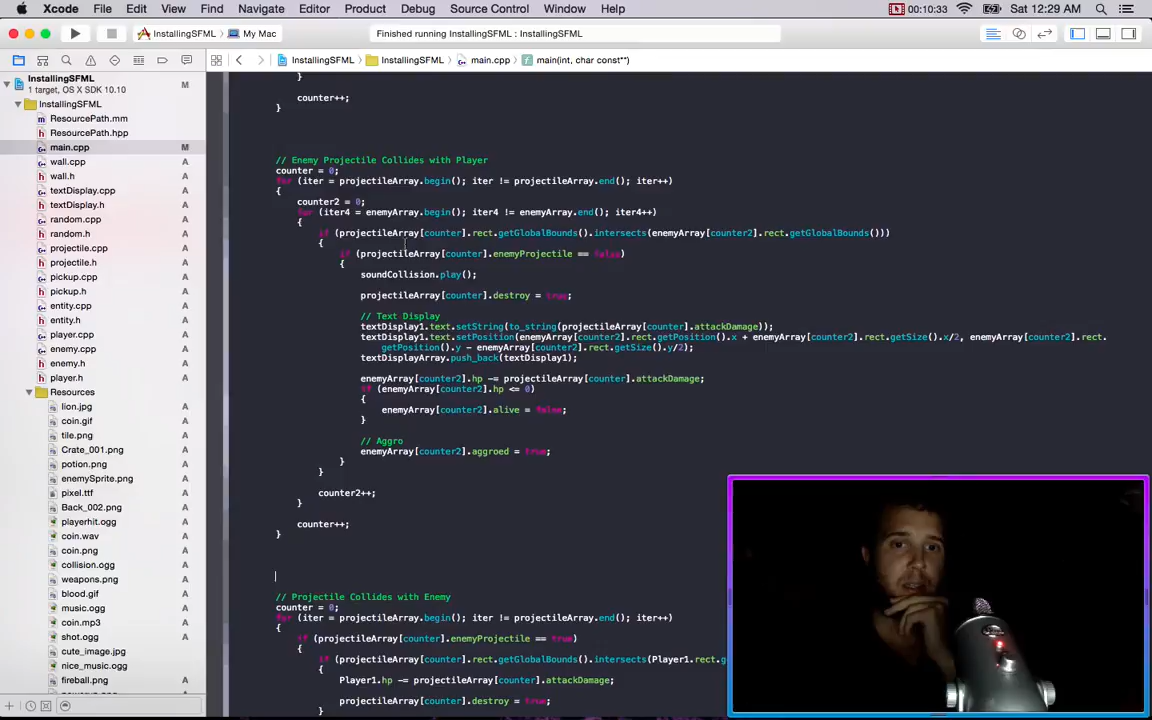 Xcode File Edit View Find Navigate Editor Product Debug Source Control Window Help 00:10:33 Sat 12:29 AM
InstallingSFML My Mac Finished running InstallingSFML : InstallingSFML
InstallingSFML InstallingSFML main.cpp main(int, char const**)
InstallingSFML M
1 target, OS X SDK 10.10
InstallingSFML
ResourcePath.mm A
ResourcePath.hpp A
main.cpp M
wall.cpp A
wall.h A
textDisplay.cpp A
textDisplay.h A
random.cpp A
random.h A
projectile.cpp A
projectile.h A
pickup.cpp A
pickup.h A
entity.cpp A
entity.h A
player.cpp A
enemy.cpp A
enemy.h A
player.h A
Resources
lion.jpg A
coin.gif A
tile.png A
Crate_001.png A
potion.png A
enemySprite.png A
pixel.ttf A
Back_002.png A
playerhit.ogg A
coin.wav A
coin.png A
collision.ogg A
weapons.png A
blood.gif A
music.ogg A
coin.mp3 A
shot.ogg A
cute_image.jpg A
nice_music.ogg A
fireball.png A
}
counter++;
}
// Enemy Projectile Collides with Player
counter = 0;
for (iter = projectileArray.begin(); iter != projectileArray.end(); iter++)
{
counter2 = 0;
for (iter4 = enemyArray.begin(); iter4 != enemyArray.end(); iter4++)
{
if (projectileArray[counter].rect.getGlobalBounds().intersects(enemyArray[counter2].rect.getGlobalBounds()))
{
if (projectileArray[counter].enemyProjectile == false)
{
soundCollision.play();
projectileArray[counter].destroy = true;
// Text Display
textDisplay1.text.setString(to_string(projectileArray[counter].attackDamage));
textDisplay1.text.setPosition(enemyArray[counter2].rect.getPosition().x + enemyArray[counter2].rect.getSize().x/2, enemyArray[counter2].rect.
getPosition().y - enemyArray[counter2].rect.getSize().y/2);
textDisplayArray.push_back(textDisplay1);
enemyArray[counter2].hp -= projectileArray[counter].attackDamage;
if (enemyArray[counter2].hp <= 0)
{
enemyArray[counter2].alive = false;
}
// Aggro
enemyArray[counter2].aggroed = true;
}
}
counter2++;
}
counter++;
}
// Projectile Collides with Enemy
counter = 0;
for (iter = projectileArray.begin(); iter != projectileArray.end(); iter++)
{
if (projectileArray[counter].enemyProjectile == true)
{
if (projectileArray[counter].rect.getGlobalBounds().intersects(Player1.rect.g
{
Player1.hp -= projectileArray[counter].attackDamage;
projectileArray[counter].destroy = true;
}